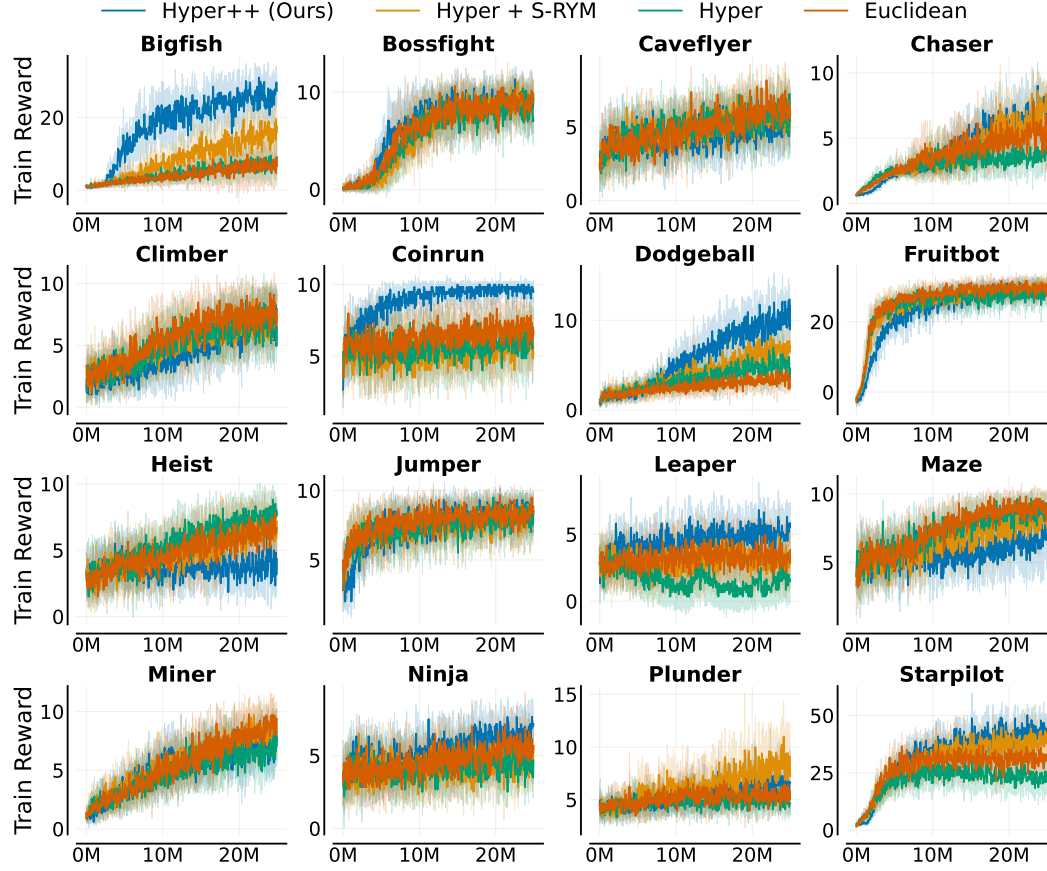 Hyper++ (Ours) Hyper + S-RYM Hyper Euclidean
Bigfish Bossfight Caveflyer Chaser
Train Reward
20
0
10
0
5
0
10
5
0
0M 10M 20M 0M 10M 20M 0M 10M 20M 0M 10M 20M
Climber Coinrun Dodgeball Fruitbot
Train Reward
10
5
0
10
5
10
0
20
0
0M 10M 20M 0M 10M 20M 0M 10M 20M 0M 10M 20M
Heist Jumper Leaper Maze
Train Reward
10
5
0
10
5
5
0
10
5
0M 10M 20M 0M 10M 20M 0M 10M 20M 0M 10M 20M
Miner Ninja Plunder Starpilot
Train Reward
10
5
0
5
0
15
10
5
50
25
0
0M 10M 20M 0M 10M 20M 0M 10M 20M 0M 10M 20M